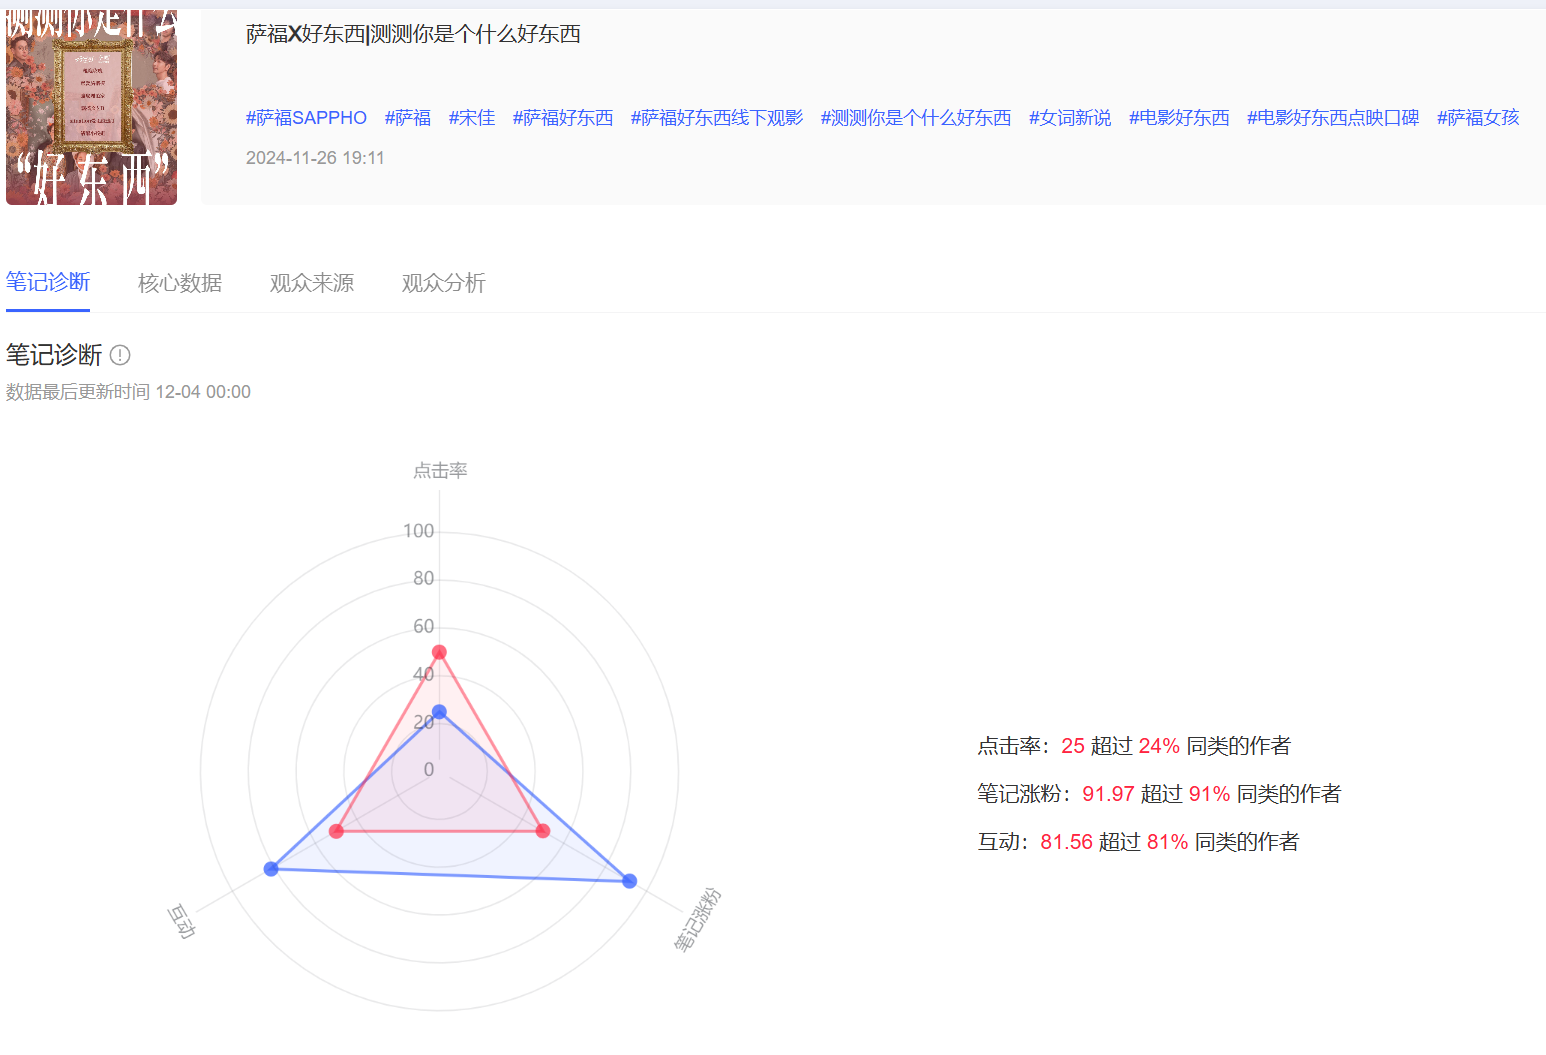 测测你是什么
“好东西”
萨福X好东西|测测你是个什么好东西
#萨福SAPPHO #萨福 #宋佳 #萨福好东西 #萨福好东西线下观影 #测测你是个什么好东西 #女词新说 #电影好东西 #电影好东西点映口碑 #萨福女孩
2024-11-26 19:11
笔记诊断 核心数据 观众来源 观众分析
笔记诊断
数据最后更新时间 12-04 00:00
点击率
100
80
60
40
20
0
互动
笔记涨粉
点击率：25 超过 24% 同类的作者
笔记涨粉：91.97 超过 91% 同类的作者
互动：81.56 超过 81% 同类的作者